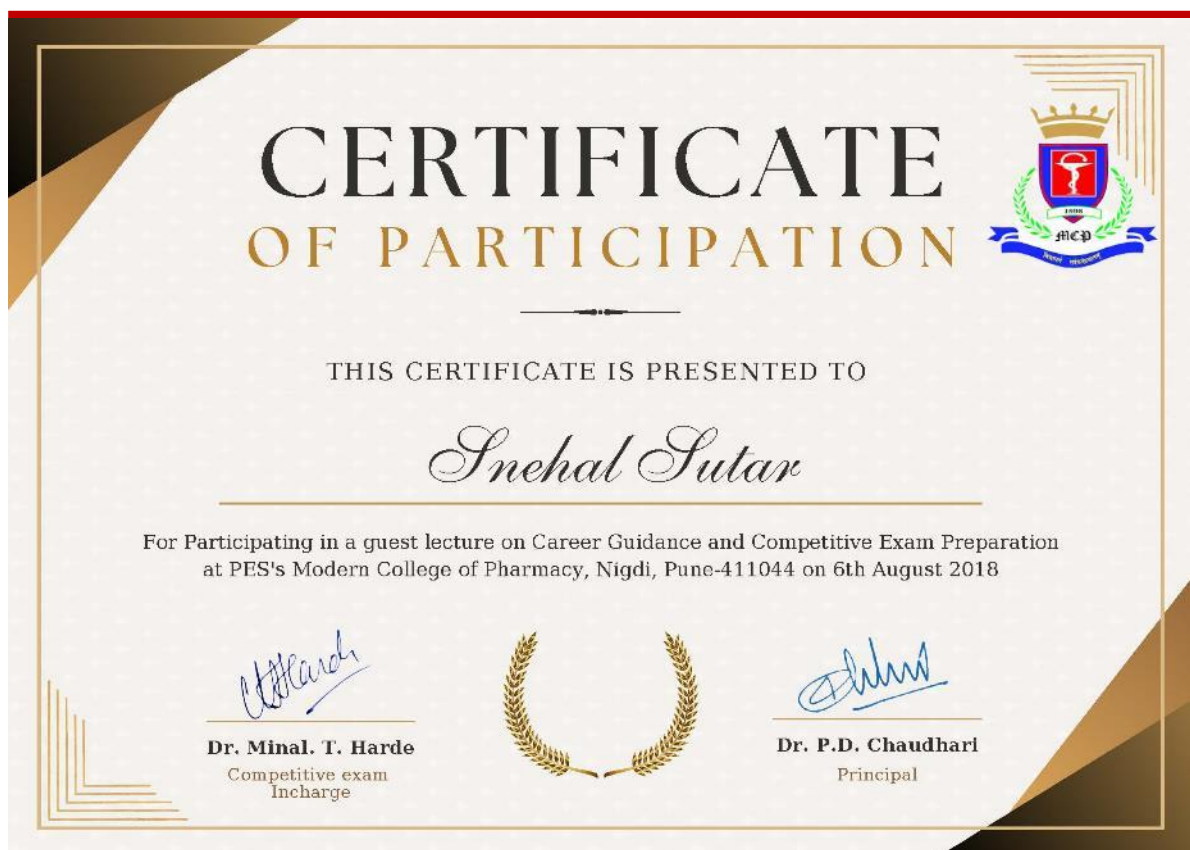 CERTIFICATE
OF PARTICIPATION
MCP
THIS CERTIFICATE IS PRESENTED TO
Snehal Sutar
For Participating in a guest lecture on Career Guidance and Competitive Exam Preparation
at PES's Modern College of Pharmacy, Nigdi, Pune-411044 on 6th August 2018
Dr. Minal. T. Harde
Competitive exam
Incharge
Dr. P.D. Chaudhari
Principal